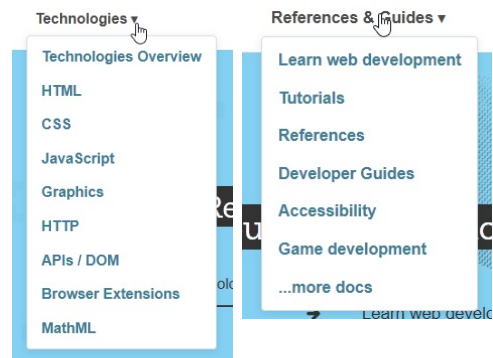 Technologies ▾
Technologies Overview
HTML
CSS
JavaScript
Graphics
HTTP
APIs / DOM
Browser Extensions
MathML
References & Guides ▾
Learn web development
Tutorials
References
Developer Guides
Accessibility
Game development
...more docs
Learn web develo